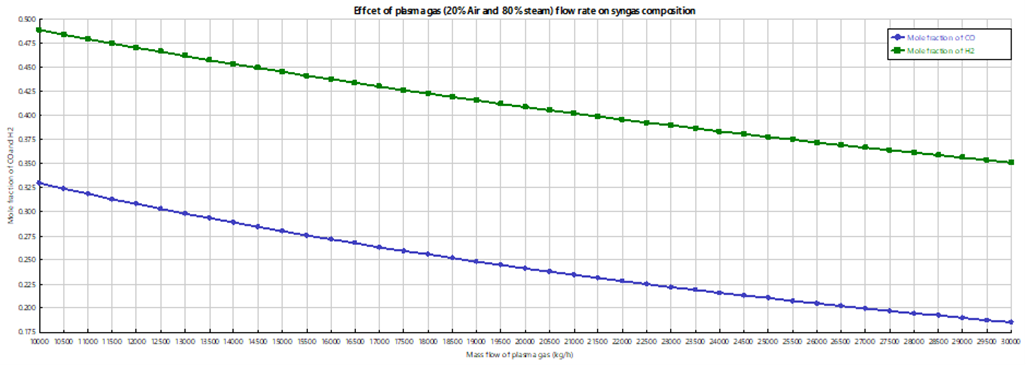 Effcet of plasma gas (20% Air and 80% steam) flow rate on syngas composition
Mole fraction of CO
Mole fraction of H2
Mole fraction of CO and H2
0.500
0.475
0.450
0.425
0.400
0.375
0.350
0.325
0.300
0.275
0.250
0.225
0.200
0.175
10000 10500 11000 11500 12000 12500 13000 13500 14000 14500 15000 15500 16000 16500 17000 17500 18000 18500 19000 19500 20000 20500 21000 21500 22000 22500 23000 23500 24000 24500 25000 25500 26000 26500 27000 27500 28000 28500 29000 29500 30000
Mass flow of plasma gas (kg/h)